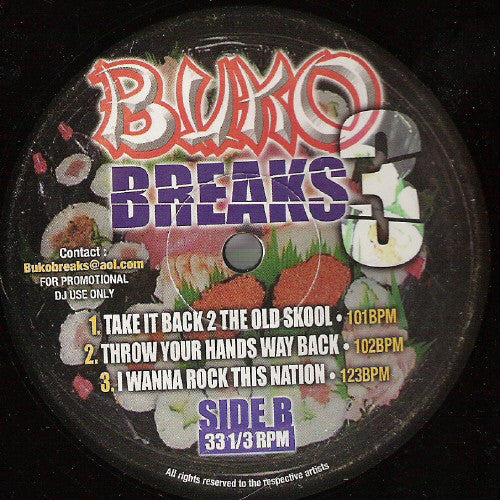 BUKO
BREAKS 3
Contact :
Bukobreaks@aol.com
FOR PROMOTIONAL
DJ USE ONLY
1. TAKE IT BACK 2 THE OLD SKOOL • 101BPM
2. THROW YOUR HANDS WAY BACK • 102BPM
3. I WANNA ROCK THIS NATION • 123BPM
SIDE B
33 1/3 RPM
All rights reserved to the respective artists